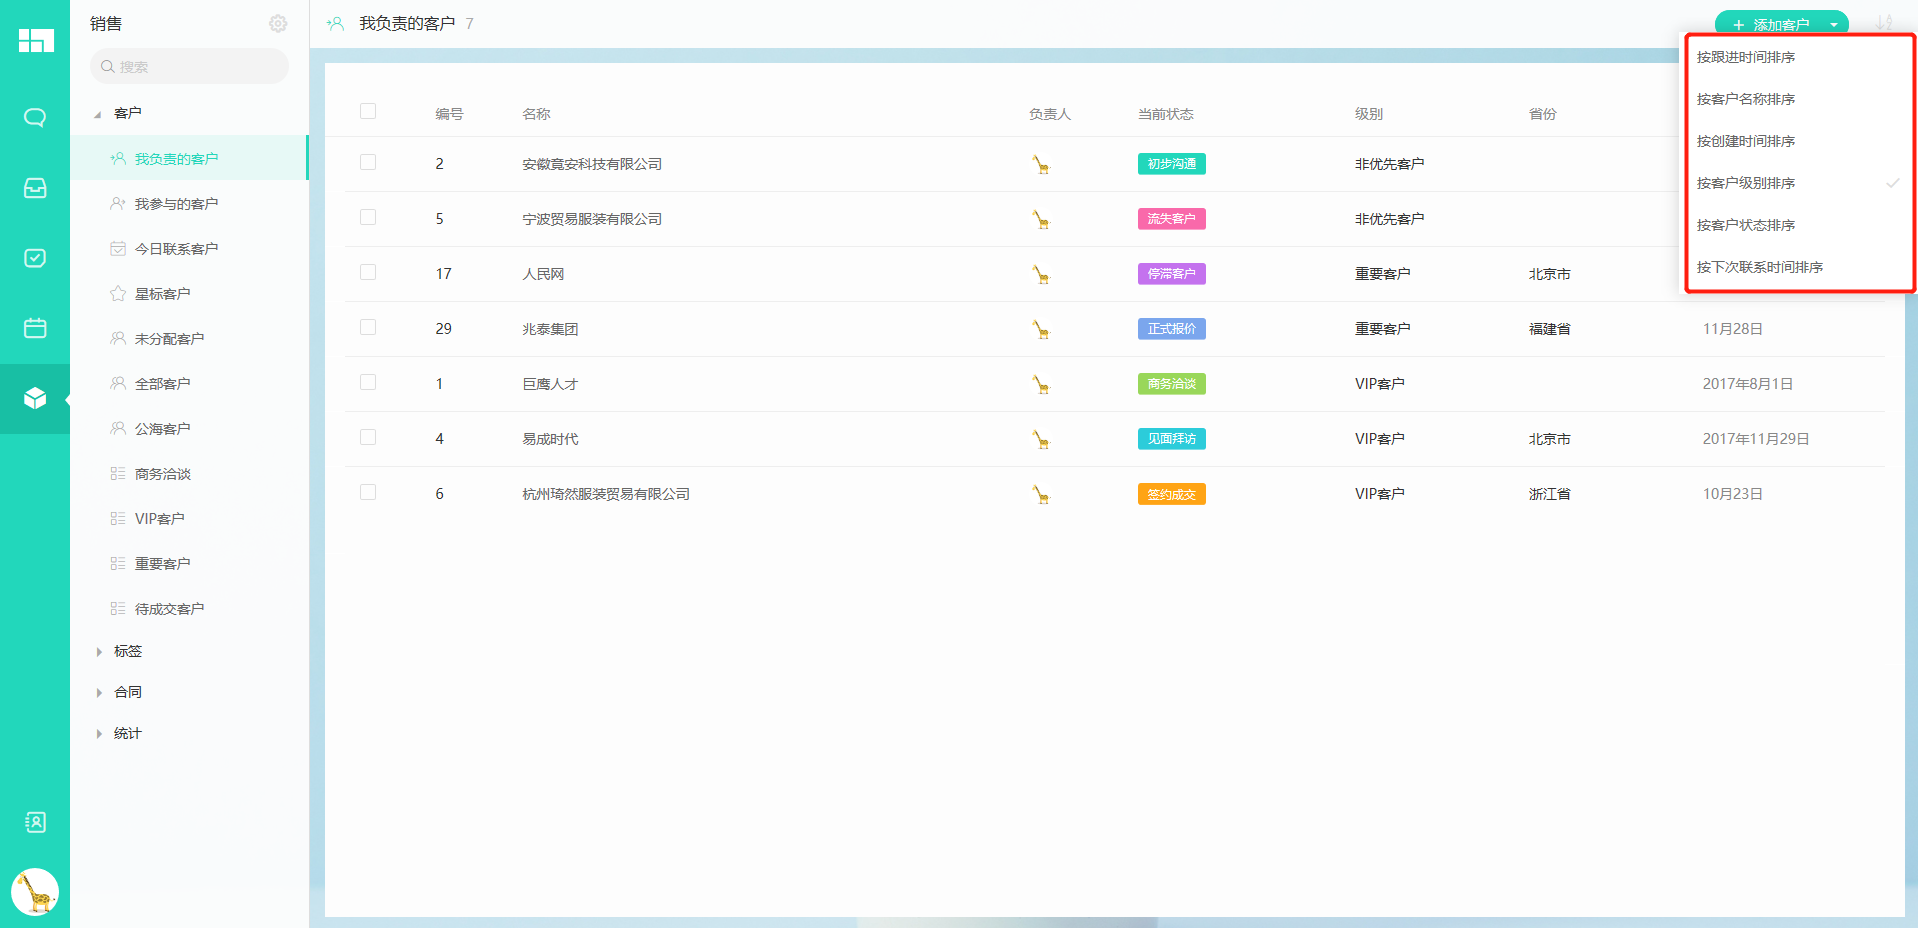 销售
搜索
客户
我负责的客户
我参与的客户
今日联系客户
星标客户
未分配客户
全部客户
公海客户
商务洽谈
VIP客户
重要客户
待成交客户
标签
合同
统计
我负责的客户 7
+ 添加客户
按跟进时间排序
按客户名称排序
按创建时间排序
按客户级别排序
按客户状态排序
按下次联系时间排序
编号 名称 负责人 当前状态 级别 省份
2 安徽竟安科技有限公司 初步沟通 非优先客户
5 宁波贸易服装有限公司 流失客户 非优先客户
17 人民网 停滞客户 重要客户 北京市
29 兆泰集团 正式报价 重要客户 福建省 11月28日
1 巨鹰人才 商务洽谈 VIP客户 2017年8月1日
4 易成时代 见面拜访 VIP客户 北京市 2017年11月29日
6 杭州琦然服装贸易有限公司 签约成交 VIP客户 浙江省 10月23日